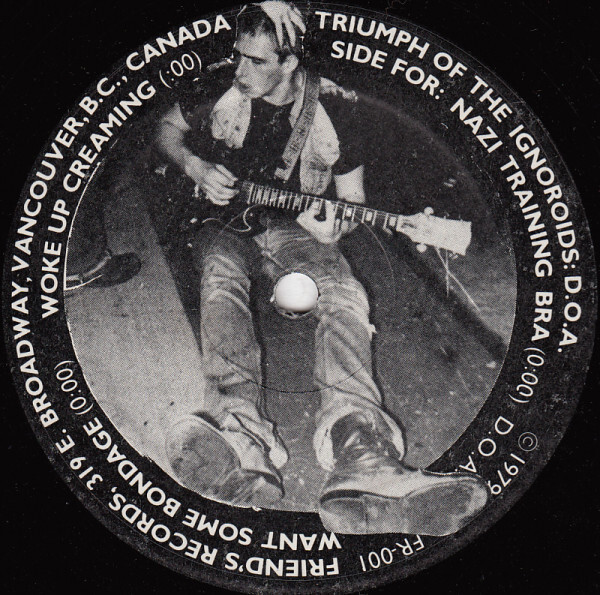 TRIUMPH OF THE IGNOROIDS: D.O.A.
SIDE FOR: NAZI TRAINING BRA (0:00)
© 1979 D.O.A.
FR-001 FRIEND'S RECORDS, 319 E. BROADWAY, VANCOUVER, B.C., CANADA
WANT SOME BONDAGE (0:00)
WOKE UP CREAMING (:00)